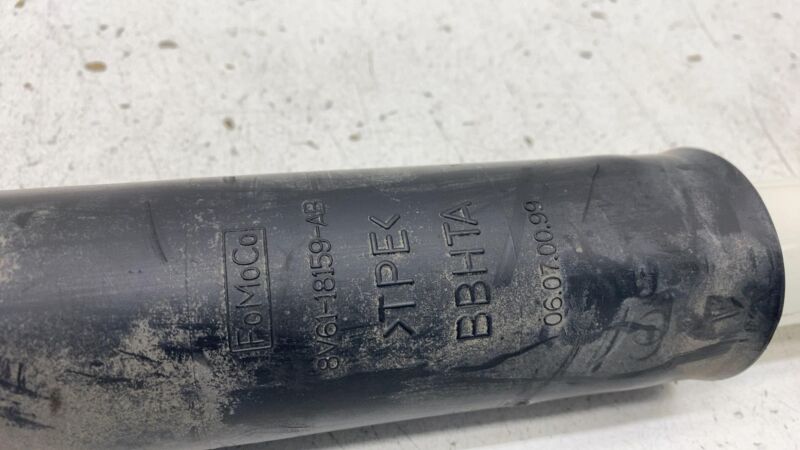 FoMoCo
8V61-18159-AB
>TPE<
BBHTA
06.07.00.99